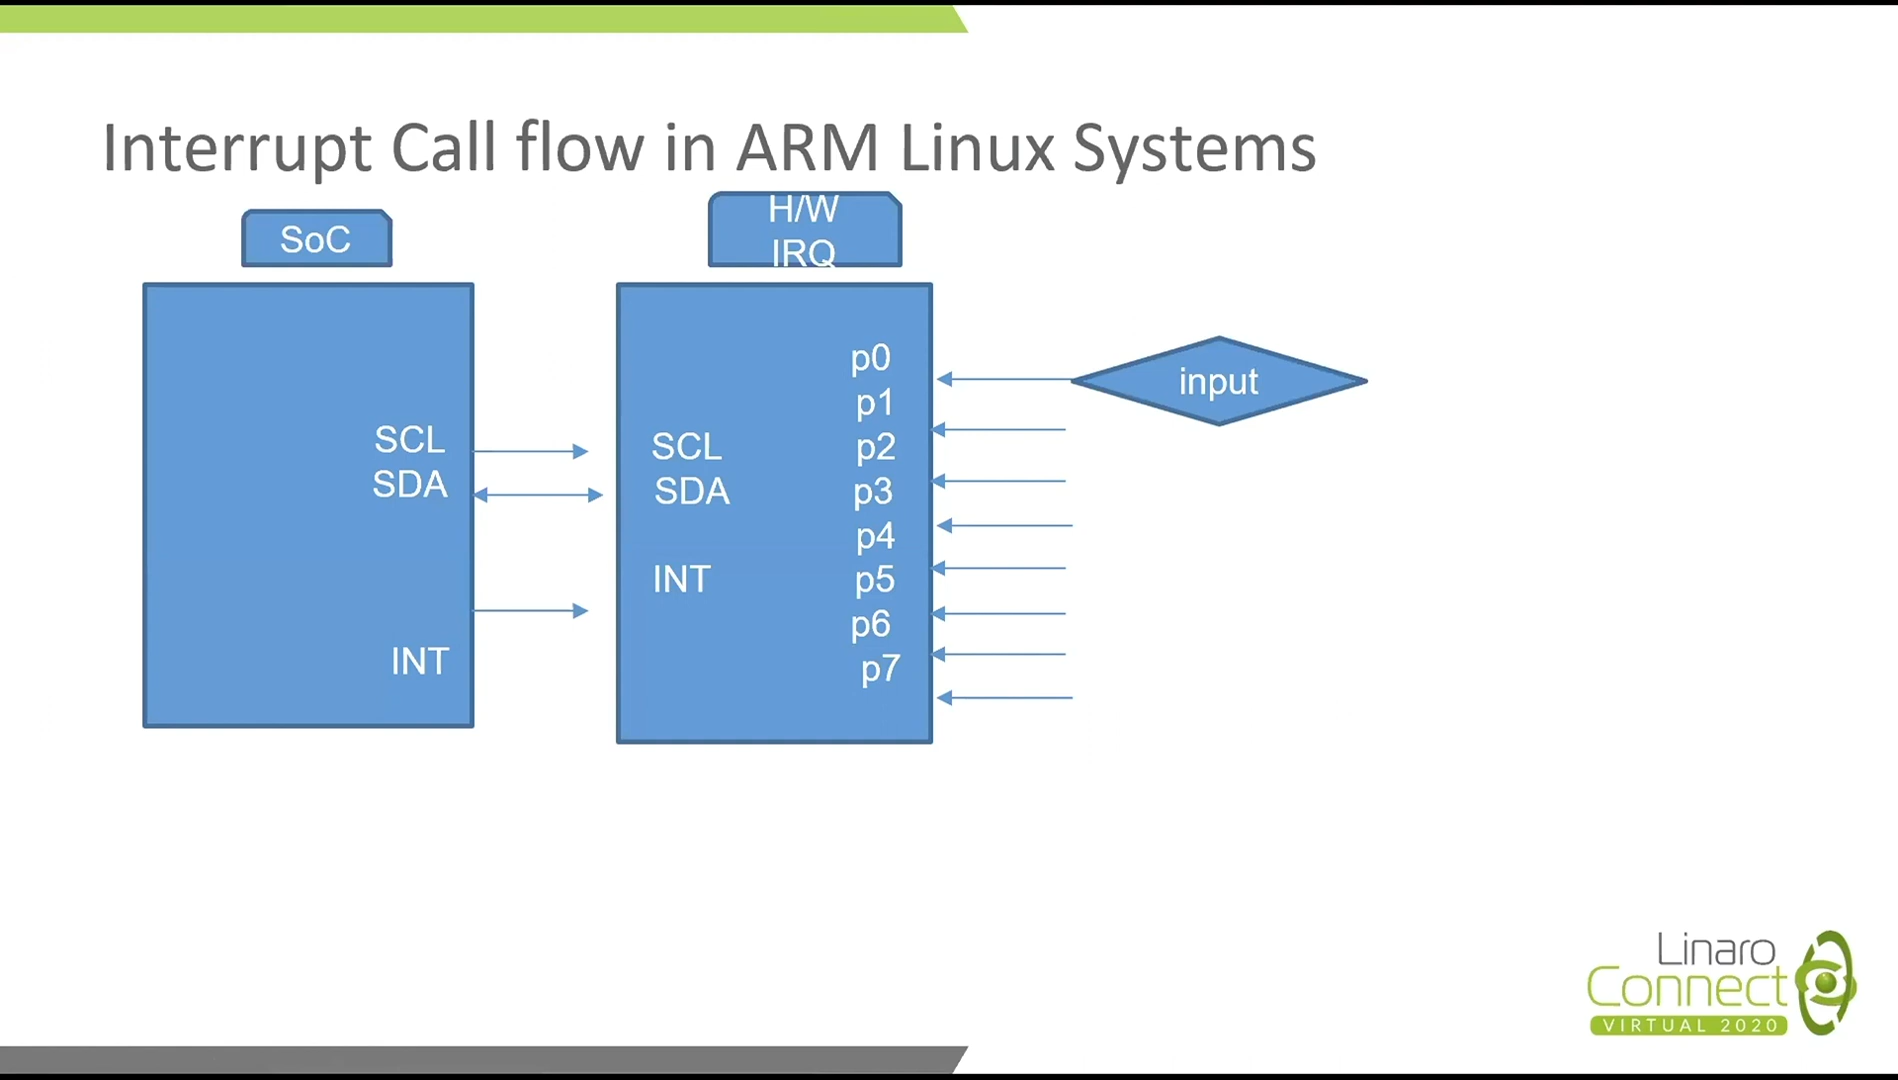 Interrupt Call flow in ARM Linux Systems
SoC
H/W
IRQ
SCL
SDA
INT
SCL
SDA
INT
p0
p1
p2
p3
p4
p5
p6
p7
input
Linaro
Connect
VIRTUAL 2020